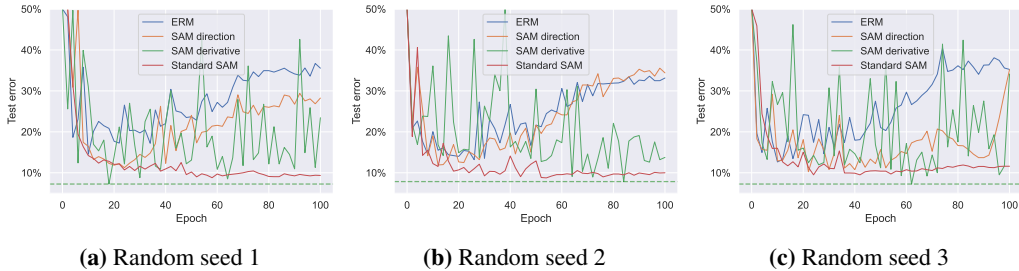 50%
40%
30%
20%
10%
Test error
ERM
SAM direction
SAM derivative
Standard SAM
0 20 40 60 80 100
Epoch
(a) Random seed 1
50%
40%
30%
20%
10%
Test error
ERM
SAM direction
SAM derivative
Standard SAM
0 20 40 60 80 100
Epoch
(b) Random seed 2
50%
40%
30%
20%
10%
Test error
ERM
SAM direction
SAM derivative
Standard SAM
0 20 40 60 80 100
Epoch
(c) Random seed 3